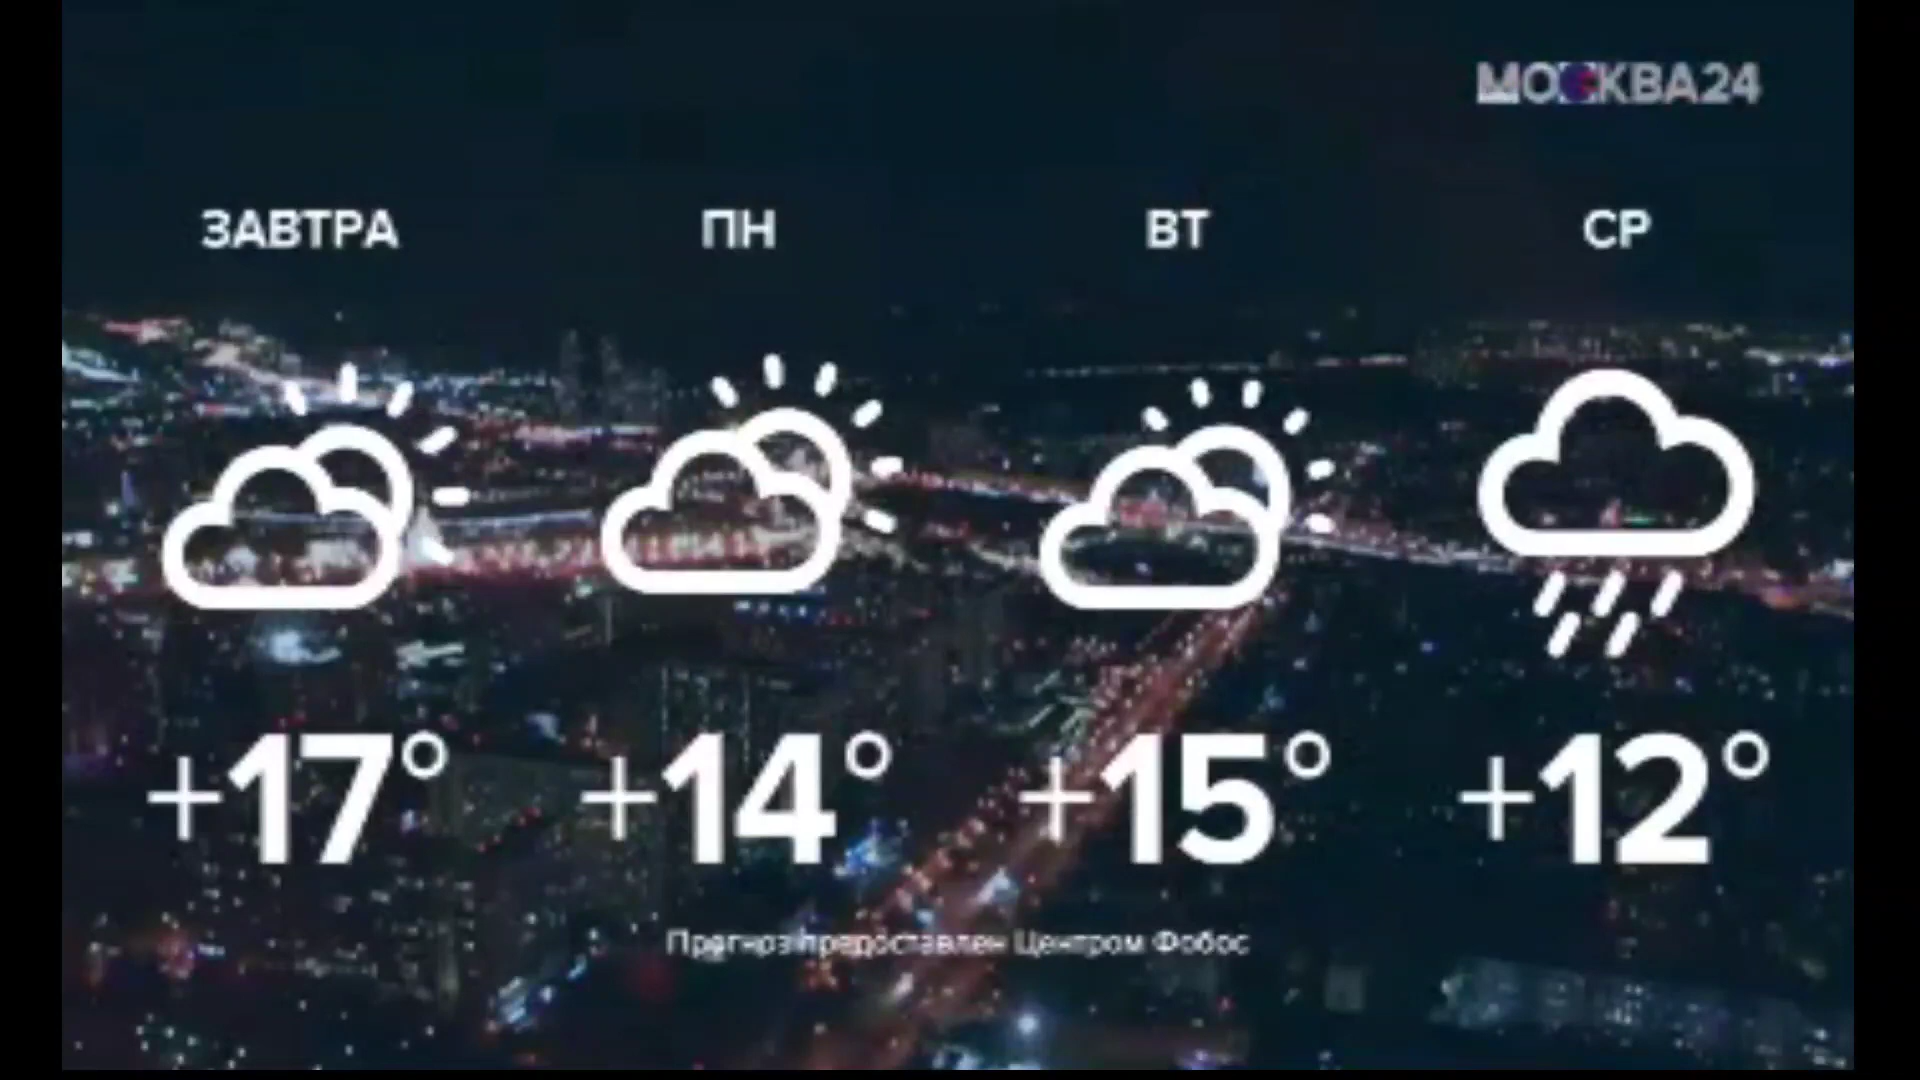 МОСКВА24
ЗАВТРА ПН ВТ СР
+17° +14° +15° +12°
Прогноз предоставлен Центром Фобос